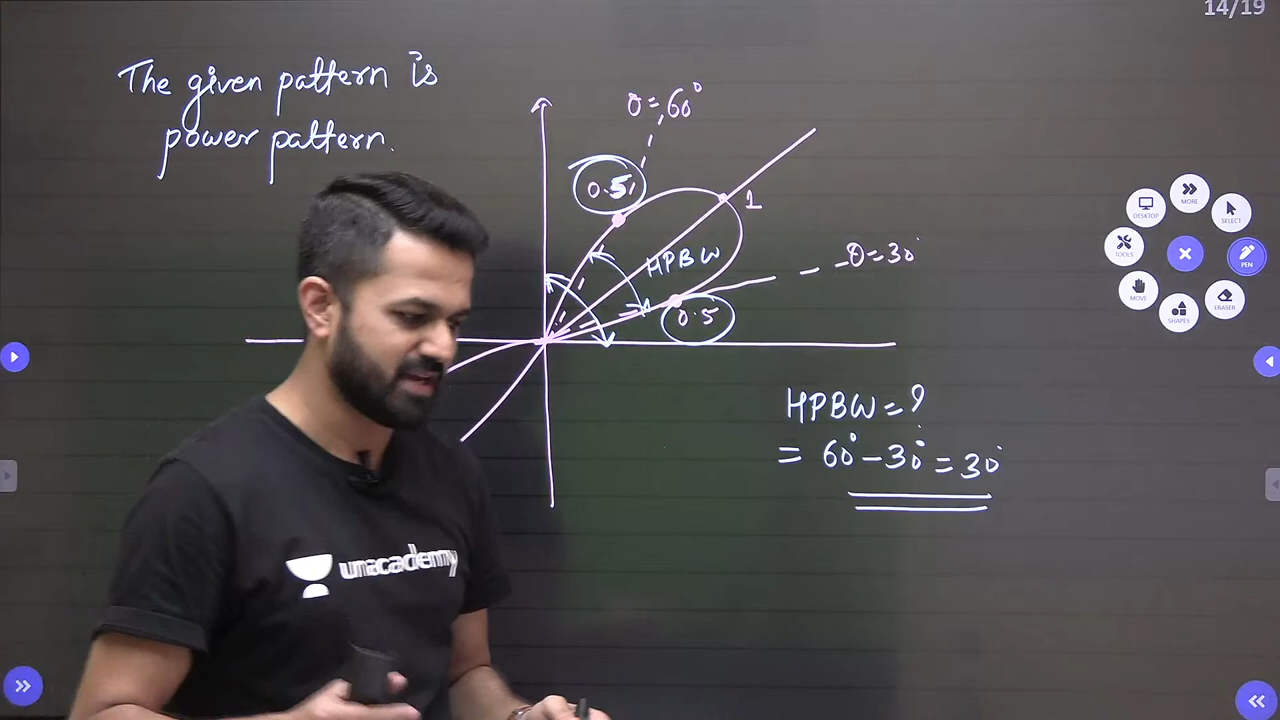 14/19
The given pattern is
power pattern.
θ=60°
0.5
1
HPBW
θ=30°
0.5
HPBW=?
= 60°-30°=30°
unacademy
DESKTOP
MORE
SELECT
TOOLS
PEN
MOVE
SHAPES
ERASER